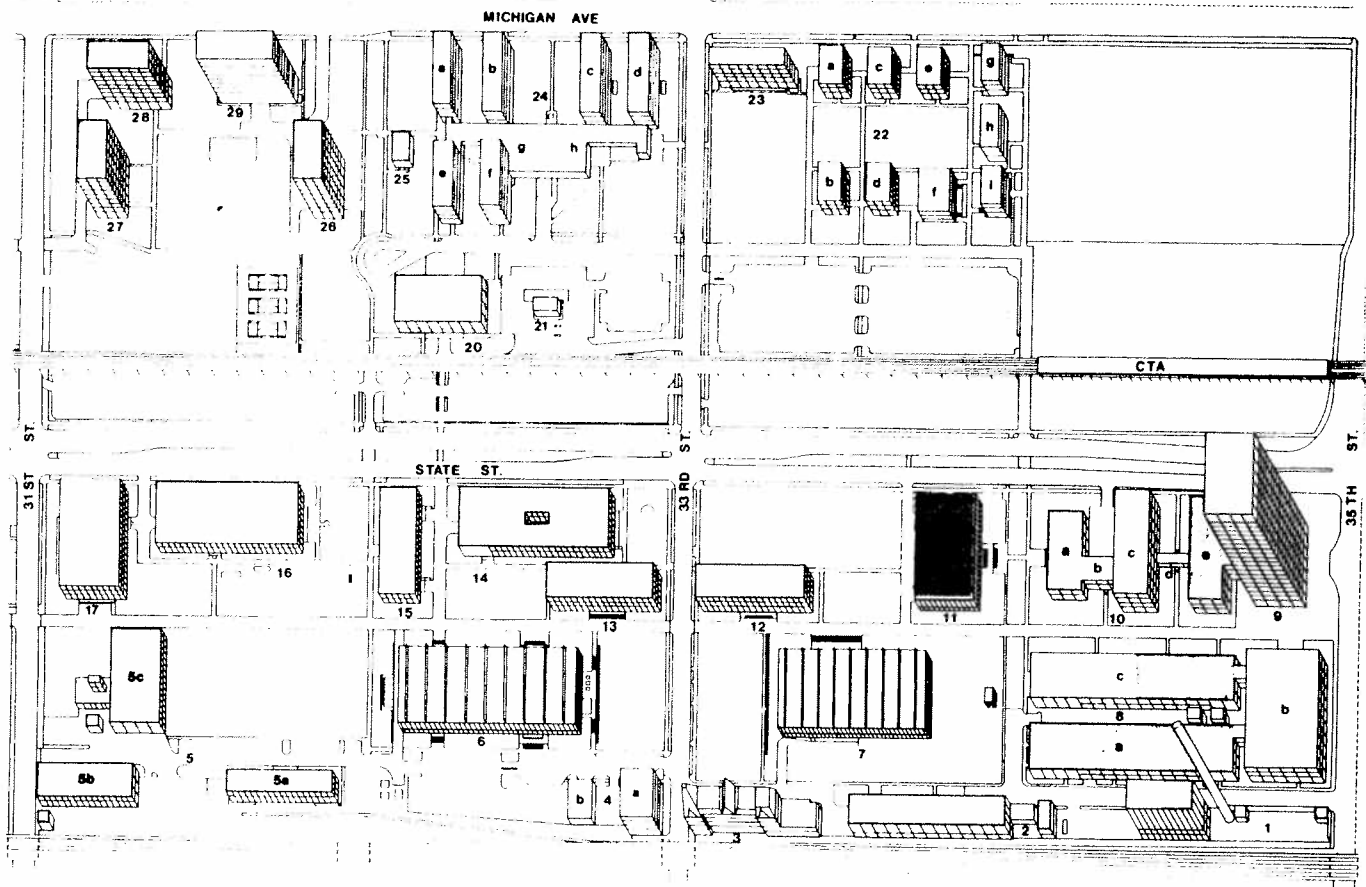 MICHIGAN AVE
a b c d
a c e g
28 29 24 23
22
h
g h
25
e f
b d f i
27 26
21
20
CTA
ST. ST. ST.
STATE ST.
31 ST 33 RD 35 TH
a c e
b d
16 14
17 15 13 12 11 10 9
5c
c
8
b
a
5 6 7
5b 5a
b 4 a
3 2 1